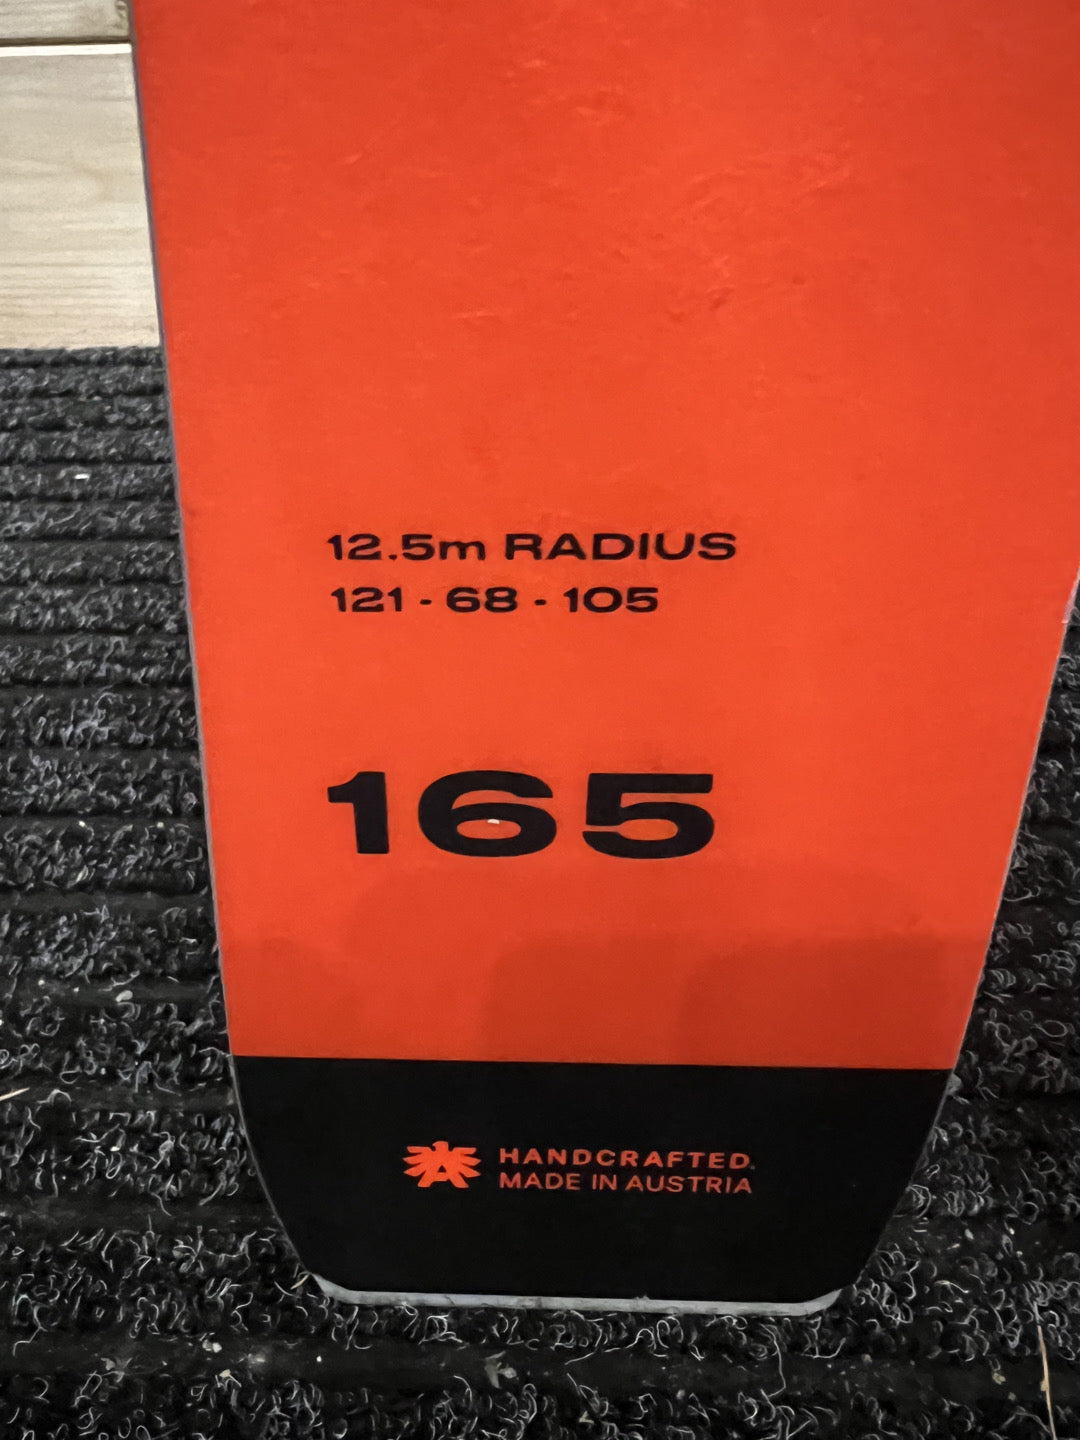 12.5m RADIUS
121 - 68 - 105
165
HANDCRAFTED.
MADE IN AUSTRIA